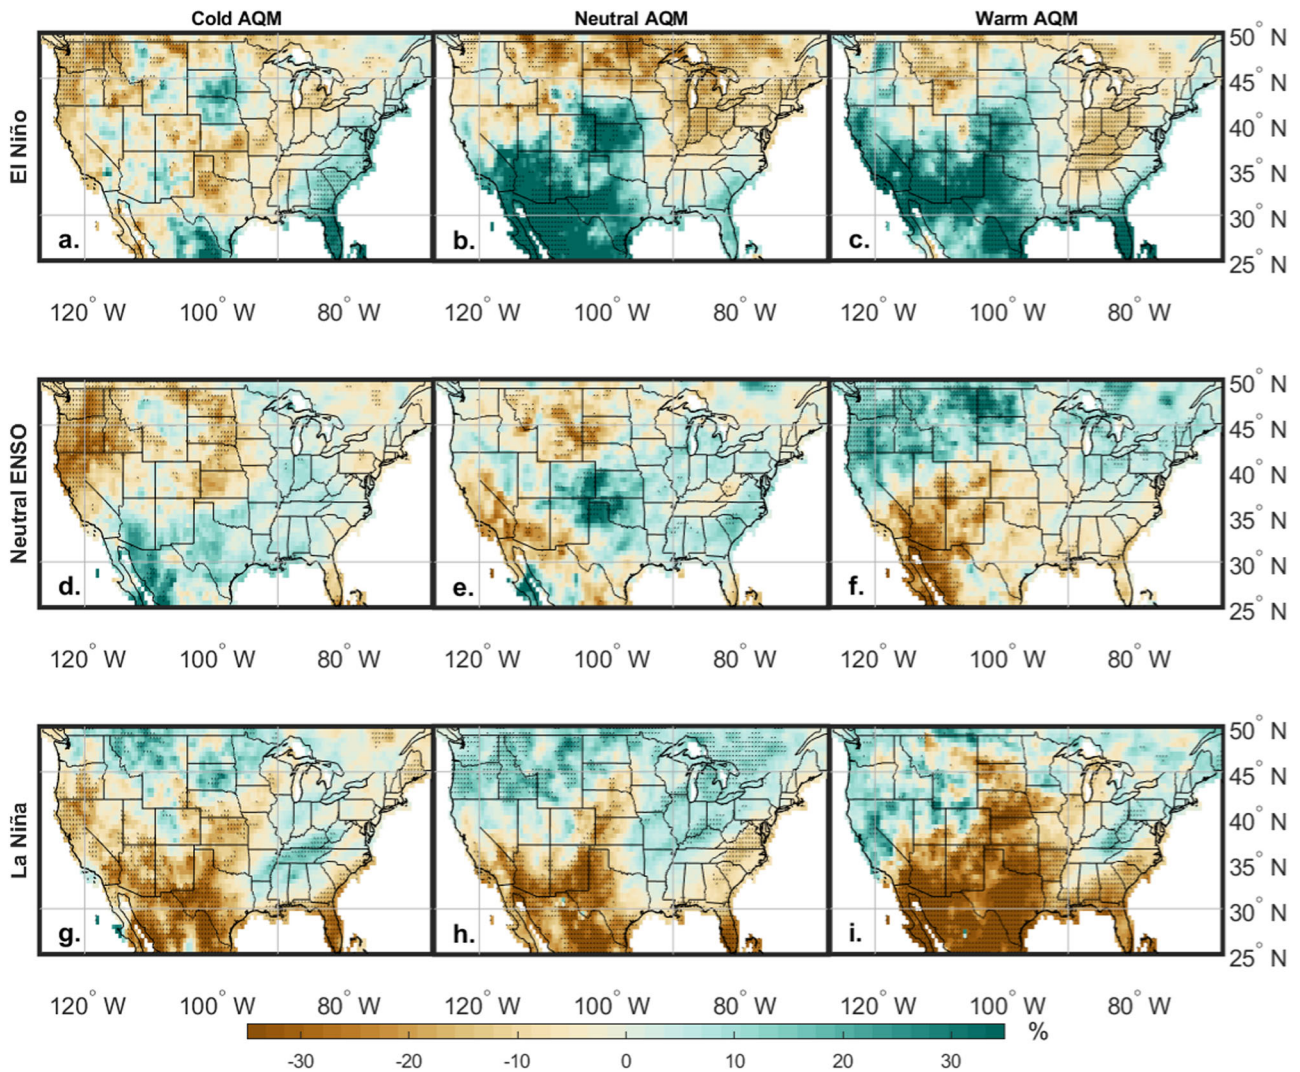 Cold AQM Neutral AQM Warm AQM
El Niño
50° N
45° N
40° N
35° N
30° N
25° N
a. b. c.
120° W 100° W 80° W 120° W 100° W 80° W 120° W 100° W 80° W
Neutral ENSO
50° N
45° N
40° N
35° N
30° N
25° N
d. e. f.
120° W 100° W 80° W 120° W 100° W 80° W 120° W 100° W 80° W
La Niña
50° N
45° N
40° N
35° N
30° N
25° N
g. h. i.
120° W 100° W 80° W 120° W 100° W 80° W 120° W 100° W 80° W
%
-30 -20 -10 0 10 20 30